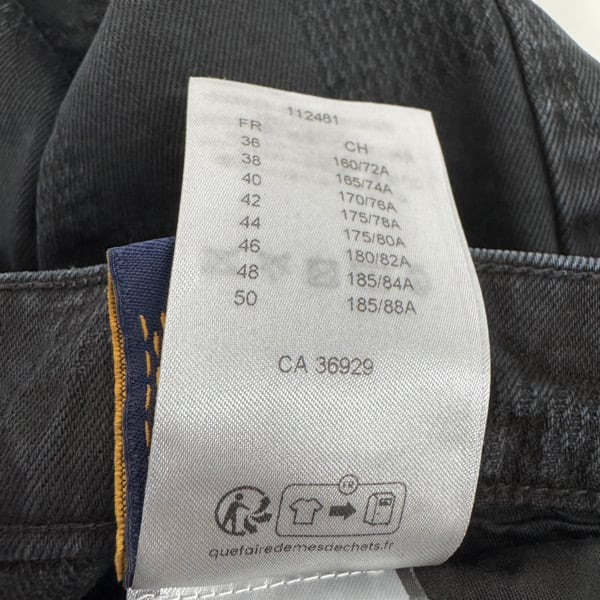 112481
FR CH
36 160/72A
38 165/74A
40 170/76A
42 175/78A
44 175/80A
46 180/82A
48 185/84A
50 185/88A
CA 36929
FR
quefairedemesdechets.fr